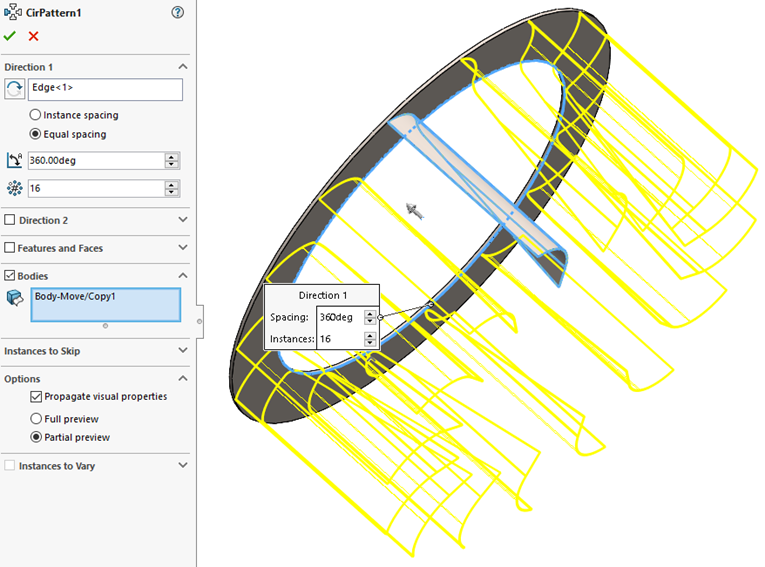 CirPattern1
Direction 1
Edge<1>
Instance spacing
Equal spacing
360.00deg
16
Direction 2
Features and Faces
Bodies
Body-Move/Copy1
Instances to Skip
Options
Propagate visual properties
Full preview
Partial preview
Instances to Vary
Direction 1
Spacing: 360deg
Instances: 16